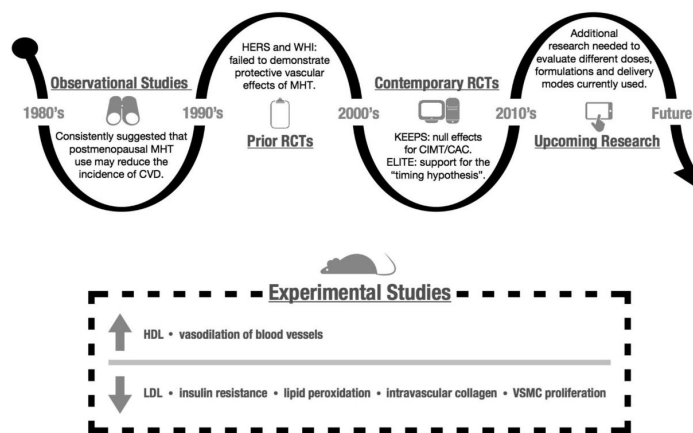 Observational Studies
1980's
Consistently suggested that
postmenopausal MHT
use may reduce the
incidence of CVD.
1990's
HERS and WHI:
failed to demonstrate
protective vascular
effects of MHT.
Prior RCTs
2000's
Contemporary RCTs
KEEPS: null effects
for CIMT/CAC.
ELITE: support for the
"timing hypothesis".
2010's
Additional
research needed to
evaluate different doses,
formulations and delivery
modes currently used.
Upcoming Research
Future
Experimental Studies
HDL • vasodilation of blood vessels
LDL • insulin resistance • lipid peroxidation • intravascular collagen • VSMC proliferation